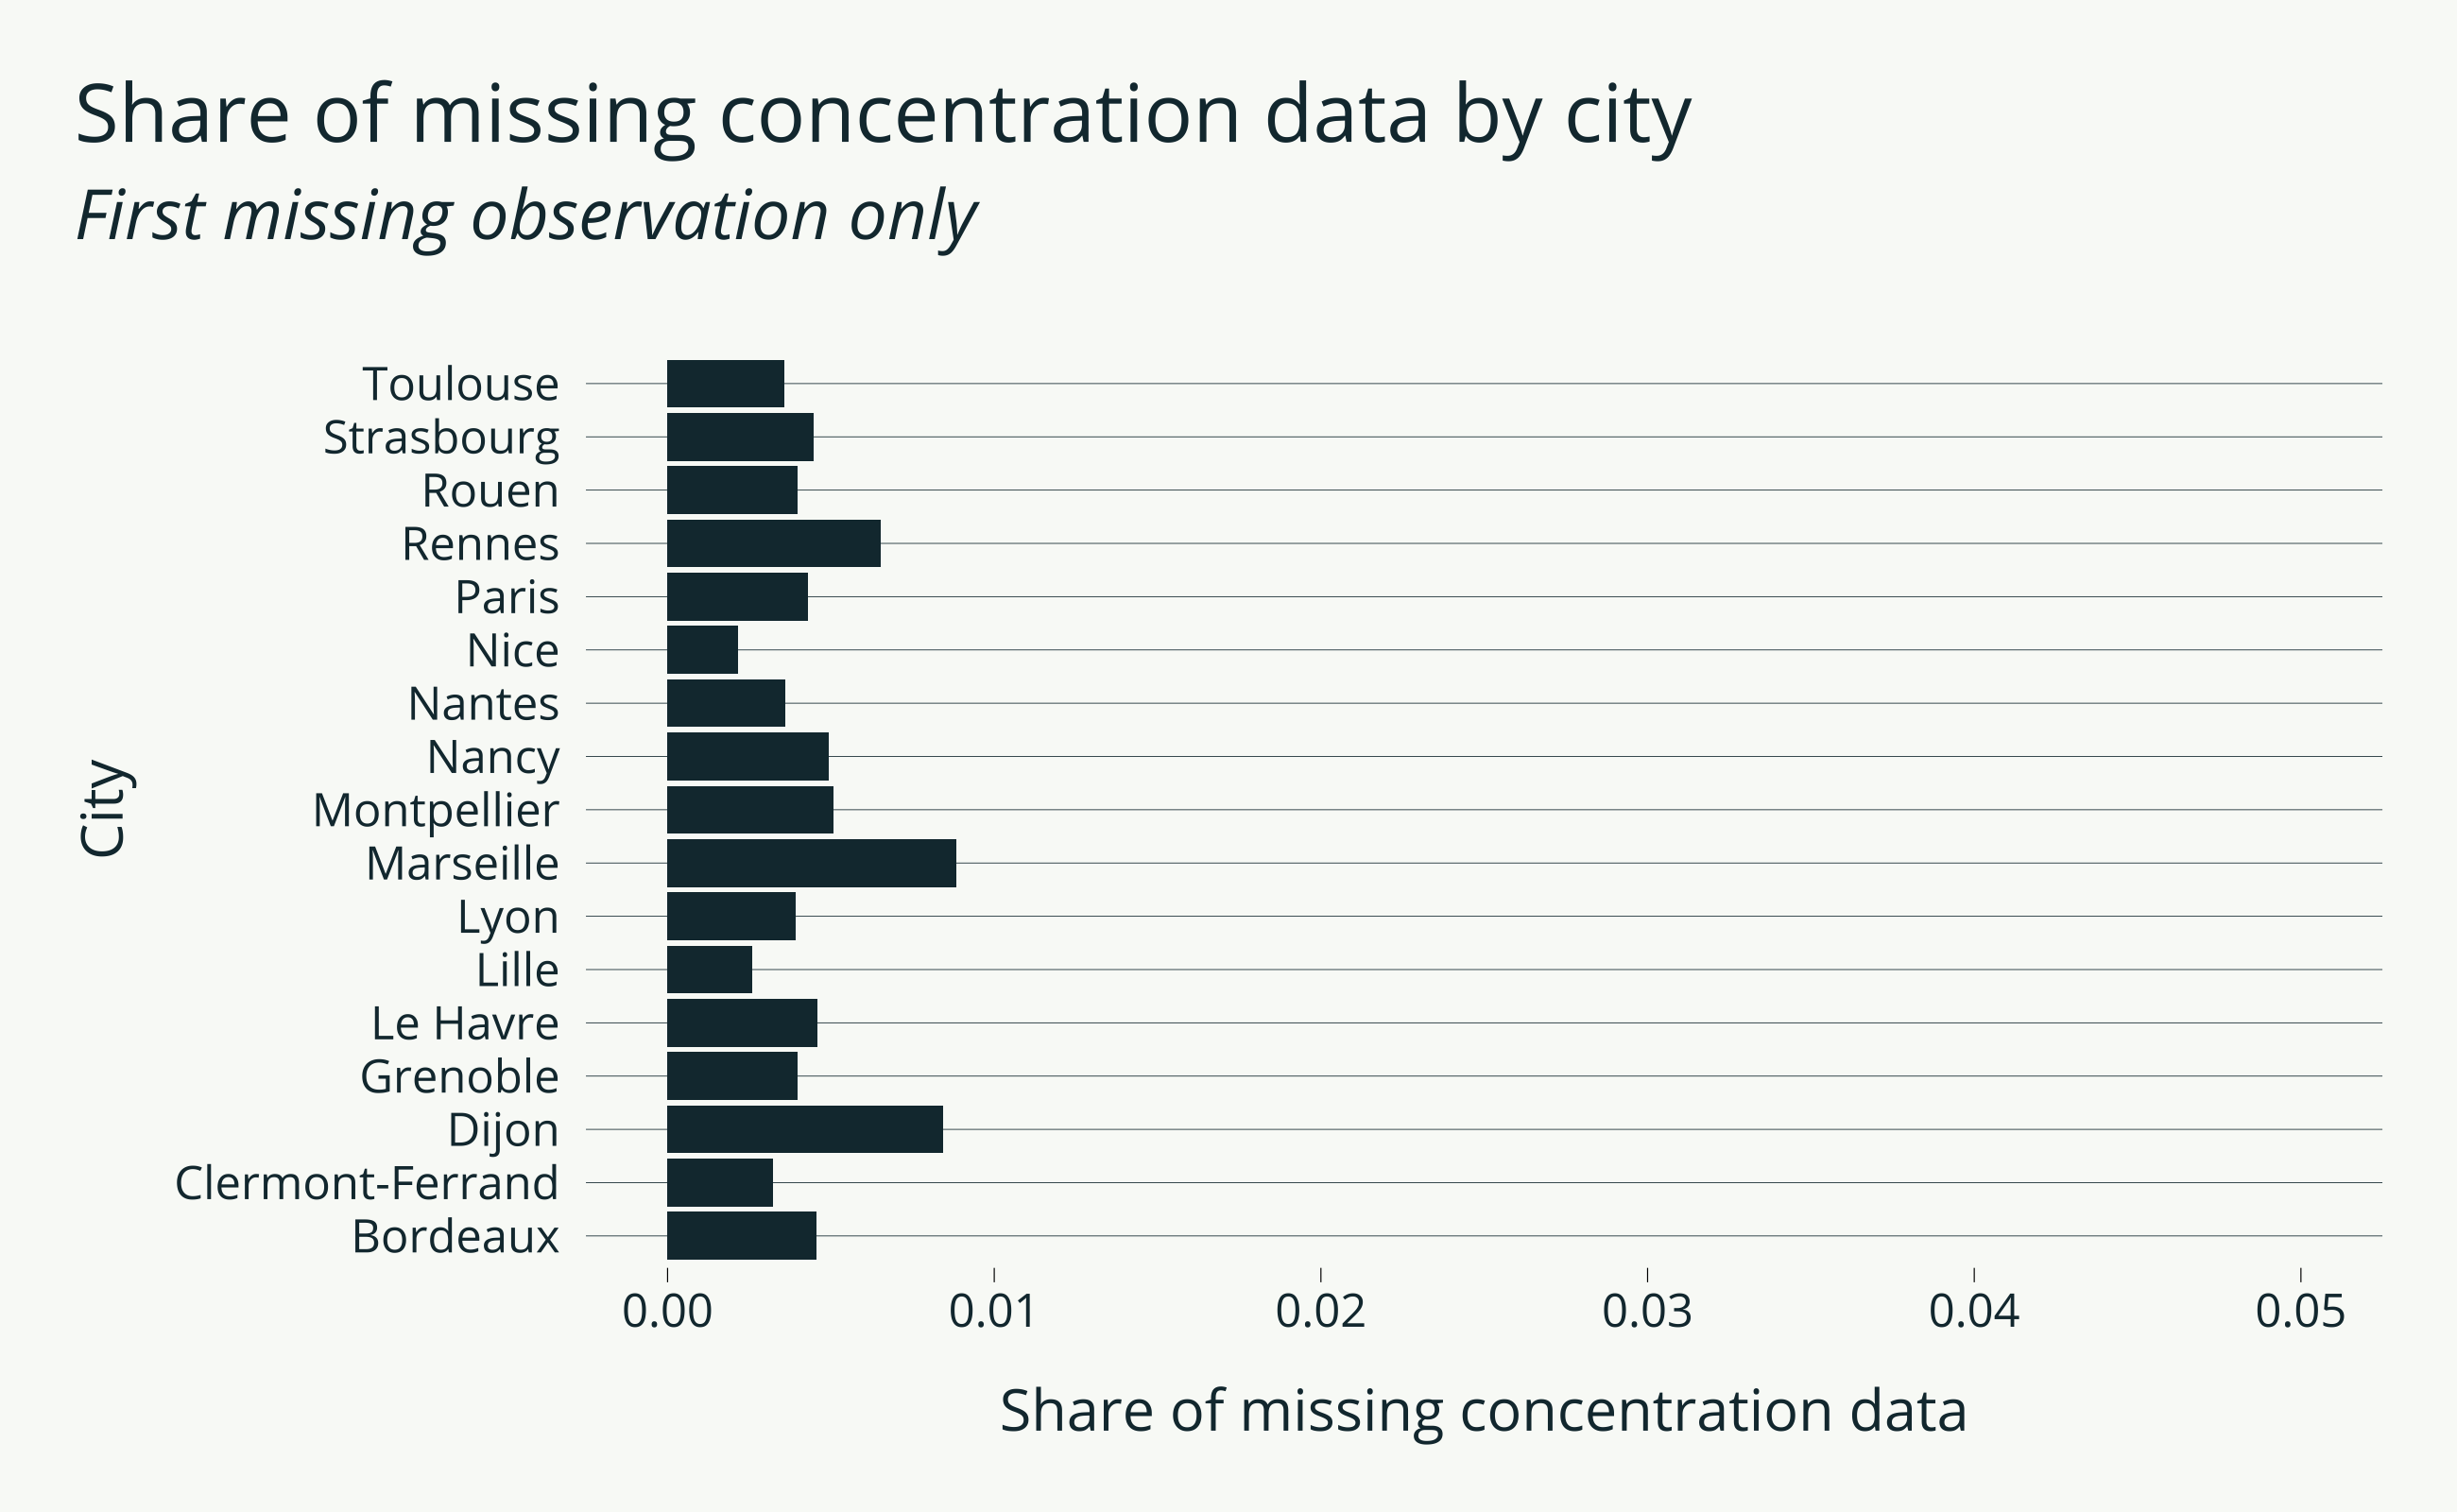 Share of missing concentration data by city
First missing observation only
City
Toulouse
Strasbourg
Rouen
Rennes
Paris
Nice
Nantes
Nancy
Montpellier
Marseille
Lyon
Lille
Le Havre
Grenoble
Dijon
Clermont-Ferrand
Bordeaux
0.00 0.01 0.02 0.03 0.04 0.05
Share of missing concentration data